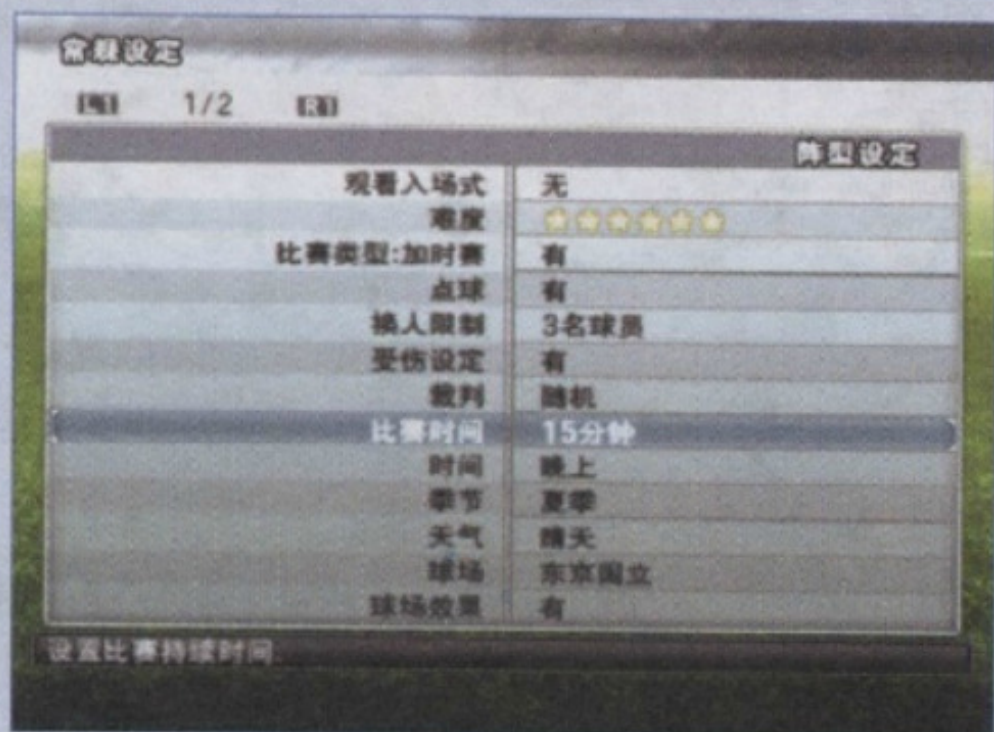 常规设定
L1 1/2 R1
阵型设定
观看入场式 无
难度 ☆☆☆☆☆☆
比赛类型:加时赛 有
点球 有
换人限制 3名球员
受伤设定 有
裁判 随机
比赛时间 15分钟
时间 晚上
季节 夏季
天气 晴天
球场 东京国立
球场效果 有
设置比赛持续时间.